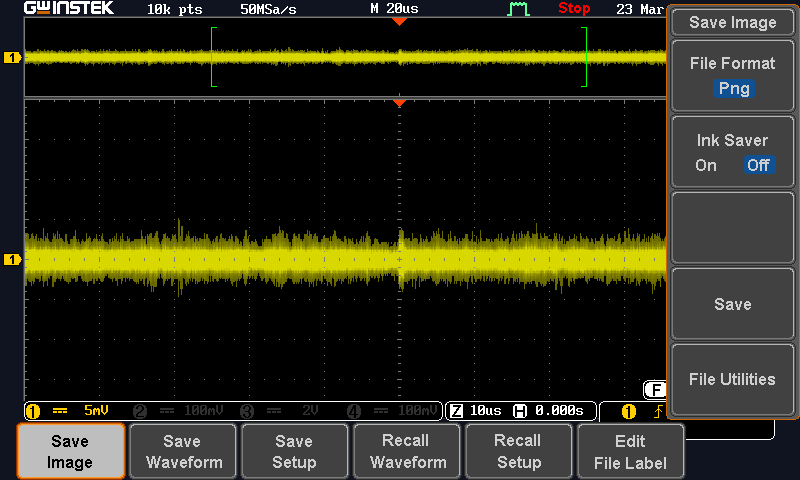 GWINSTEK 10k pts 50MSa/s M 20us Stop 23 Mar
Save Image
File Format
Png
Ink Saver
On Off
Save
File Utilities
1
1
F
1 5mV 2 100mV 3 2V 4 100mV Z 10us H 0.000s 1
Save Image
Save Waveform
Save Setup
Recall Waveform
Recall Setup
Edit File Label